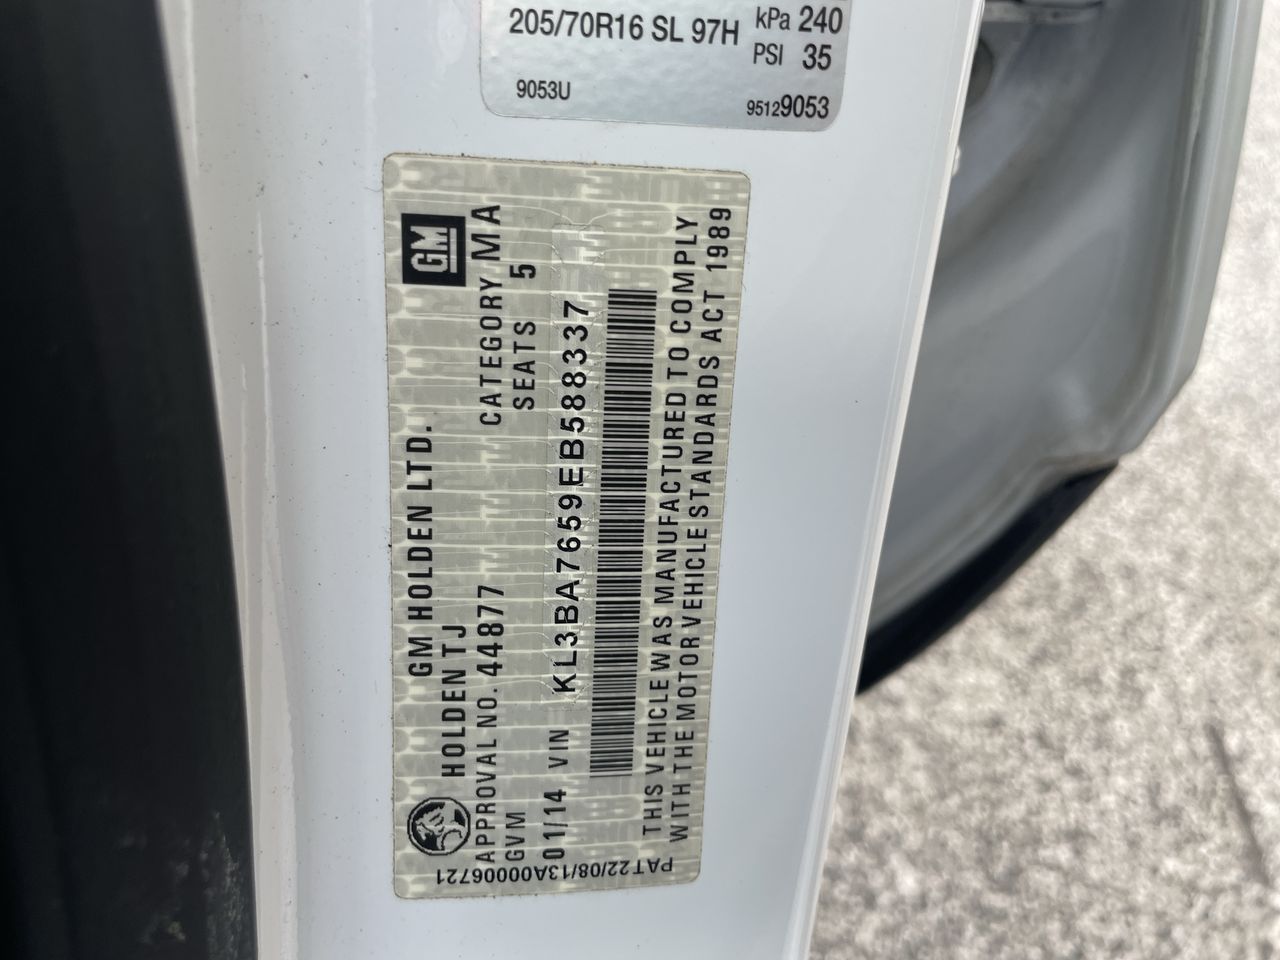 205/70R16 SL 97H
kPa 240
PSI 35
9053U
95129053
GM
GM HOLDEN LTD.
HOLDEN TJ
CATEGORY MA
APPROVAL NO. 44877
SEATS 5
GVM
01/14 VIN KL3BA7659EB588337
THIS VEHICLE WAS MANUFACTURED TO COMPLY
WITH THE MOTOR VEHICLE STANDARDS ACT 1989
PAT22/08/13A00006721